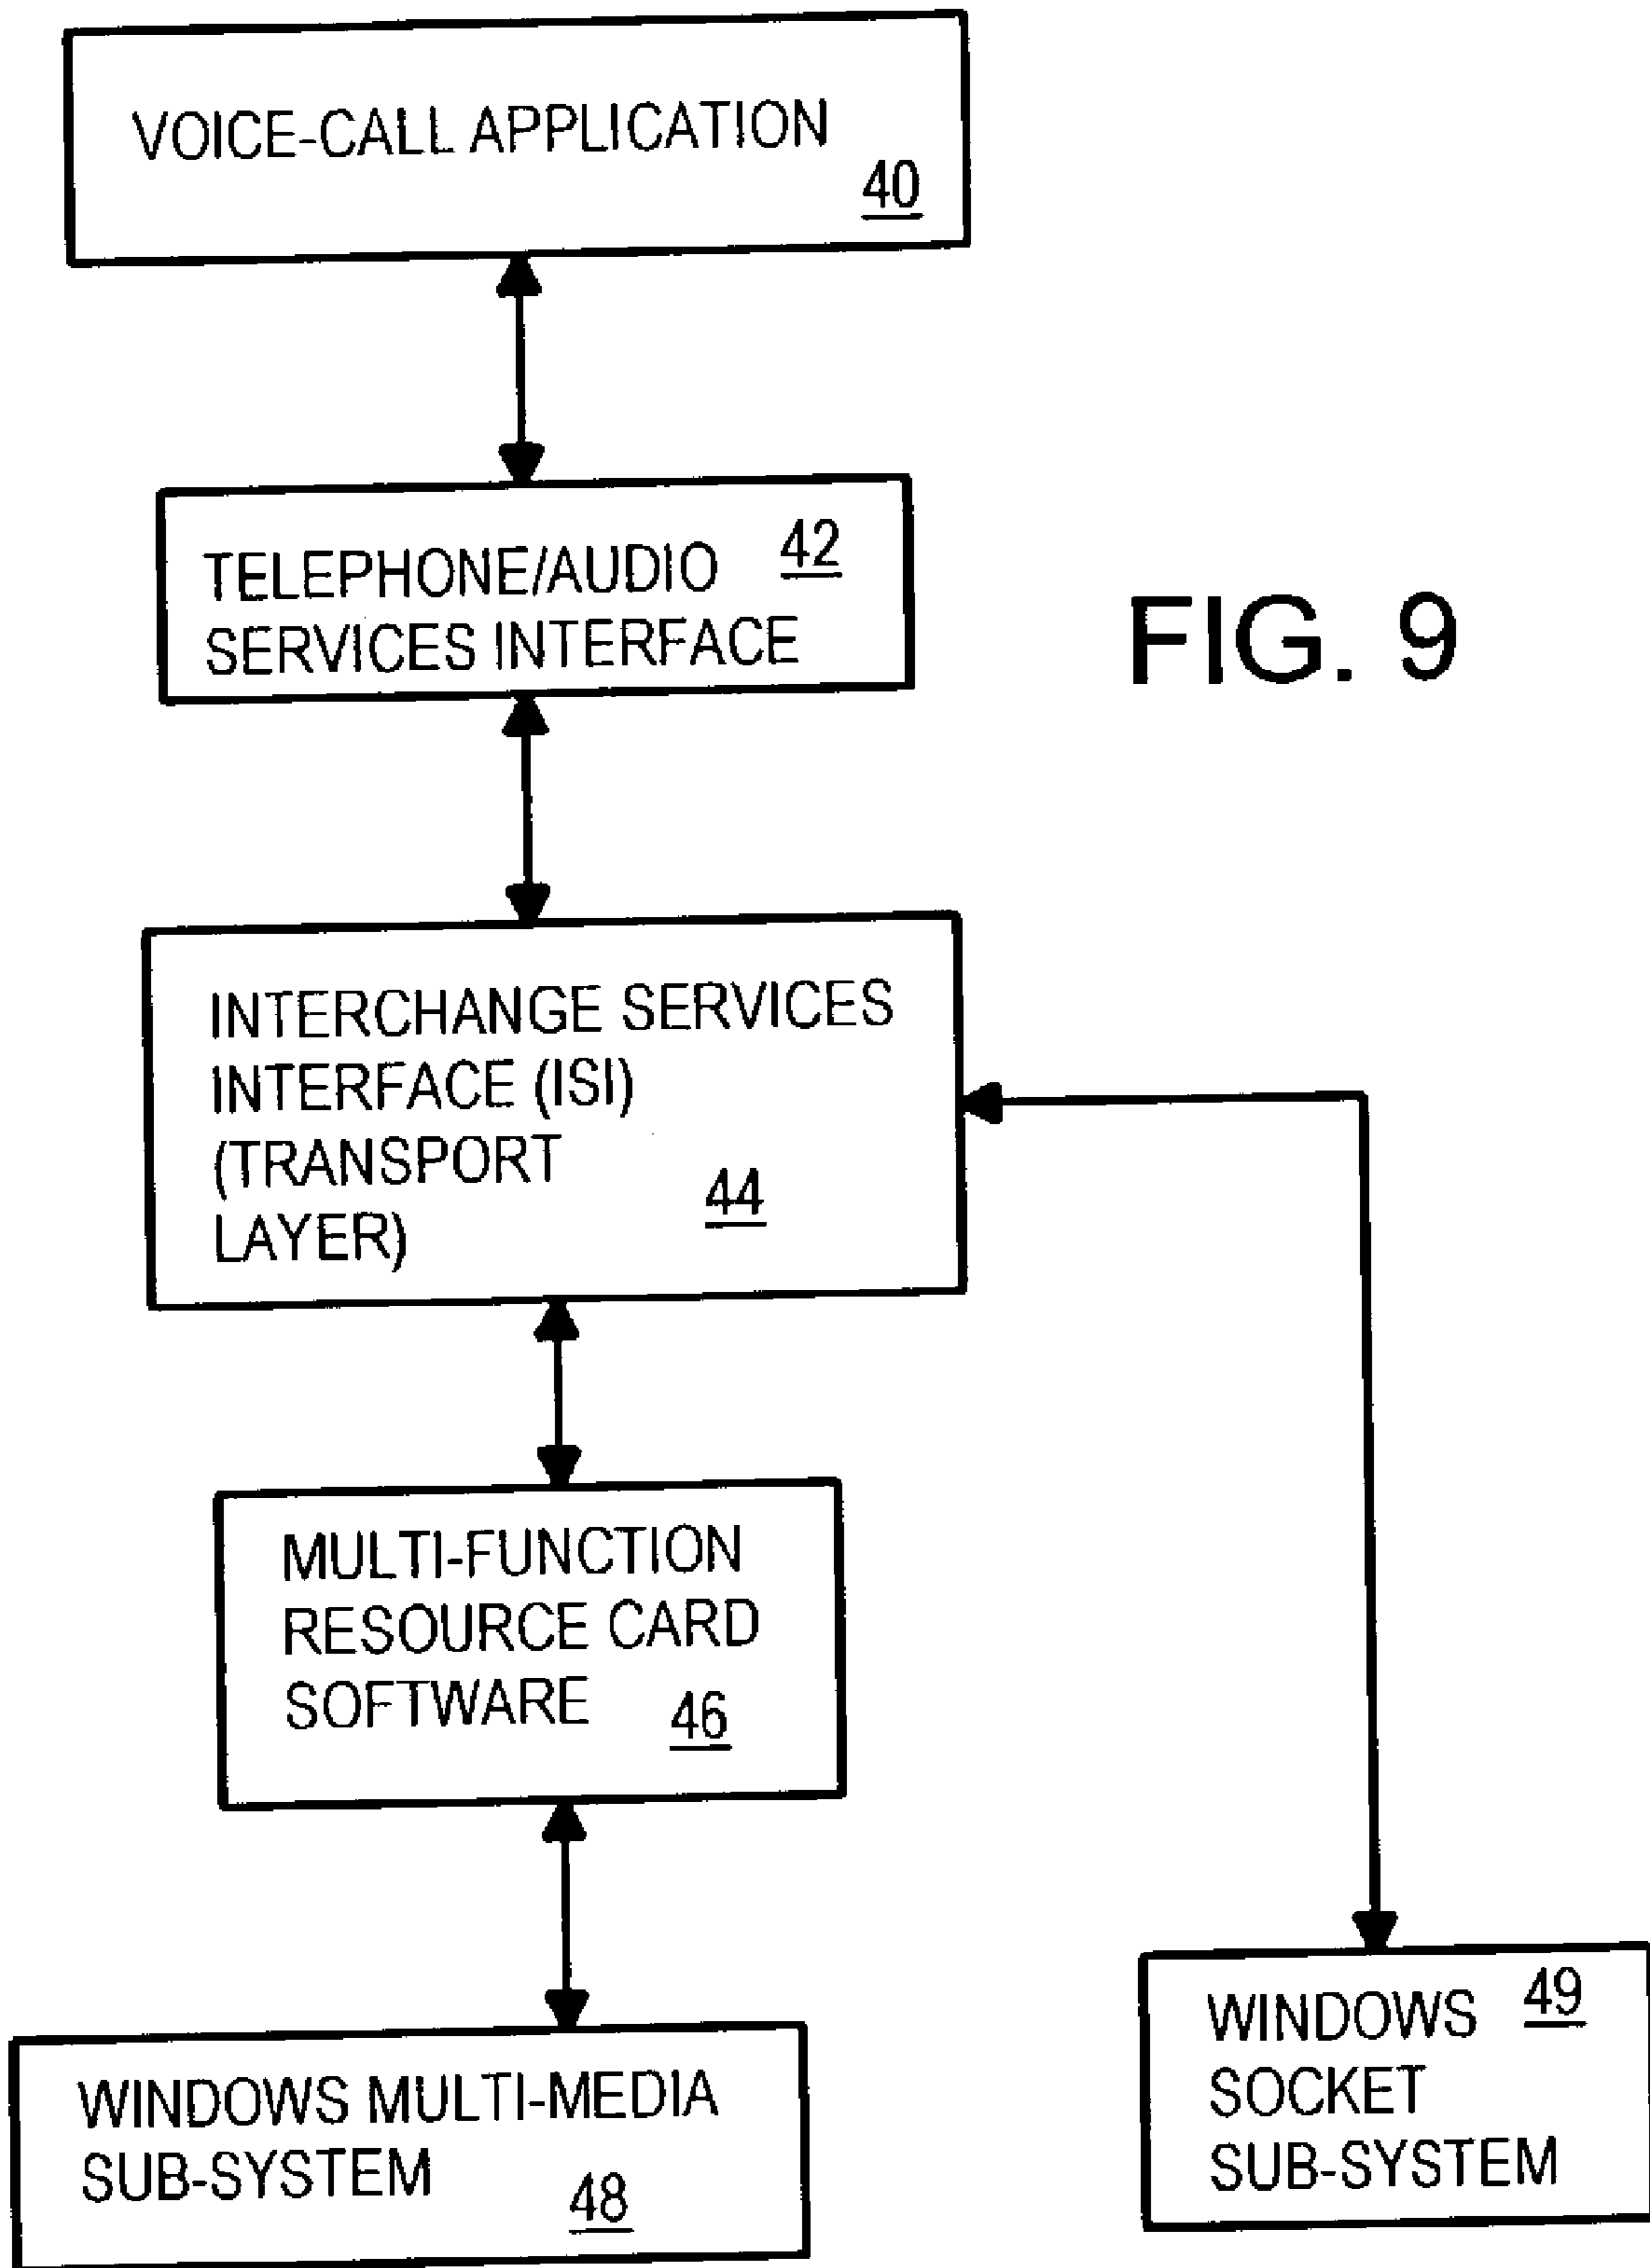 VOICE-CALL APPLICATION
40
42
TELEPHONE/AUDIO
SERVICES INTERFACE
FIG. 9
INTERCHANGE SERVICES
INTERFACE (ISI)
(TRANSPORT
LAYER)
44
MULTI-FUNCTION
RESOURCE CARD
SOFTWARE
46
WINDOWS MULTI-MEDIA
SUB-SYSTEM
48
WINDOWS
49
SOCKET
SUB-SYSTEM